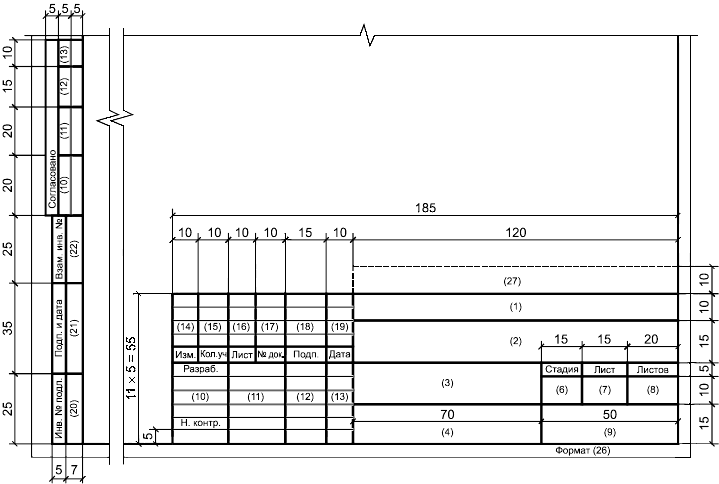 5 5 5
10
15
20
20
25
35
25
(13)
(12)
(11)
(10)
Согласовано
Взам. инв. №
(22)
Подп. и дата
(21)
Инв. № подл.
(20)
5 7
185
10 10 10 10 15 10 120
(27) 10
(1) 10
(14) (15) (16) (17) (18) (19) (2) 15
15 15 20
Изм. Кол.уч Лист № док. Подп. Дата
Разраб. Стадия Лист Листов 5
(10) (11) (12) (13) (3) (6) (7) (8) 10
11 × 5 = 55
70 50
Н. контр. 15
5 (4) (9)
Формат (26)